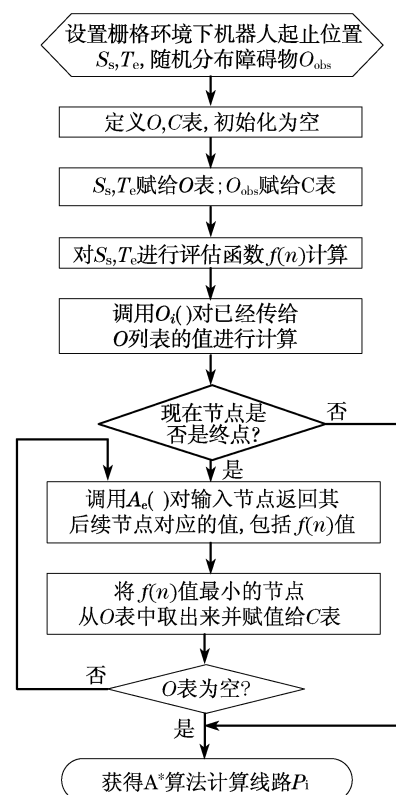 设置栅格环境下机器人起止位置
Ss,Te,随机分布障碍物Oobs
定义O,C表,初始化为空
Ss,Te赋给O表;Oobs赋给C表
对Ss,Te进行评估函数f(n)计算
调用Oi()对已经传给
O列表的值进行计算
现在节点是
否是终点?
否
是
调用Ae( )对输入节点返回其
后续节点对应的值,包括f(n)值
将f(n)值最小的节点
从O表中取出来并赋值给C表
否
O表为空?
是
获得A*算法计算线路Pi